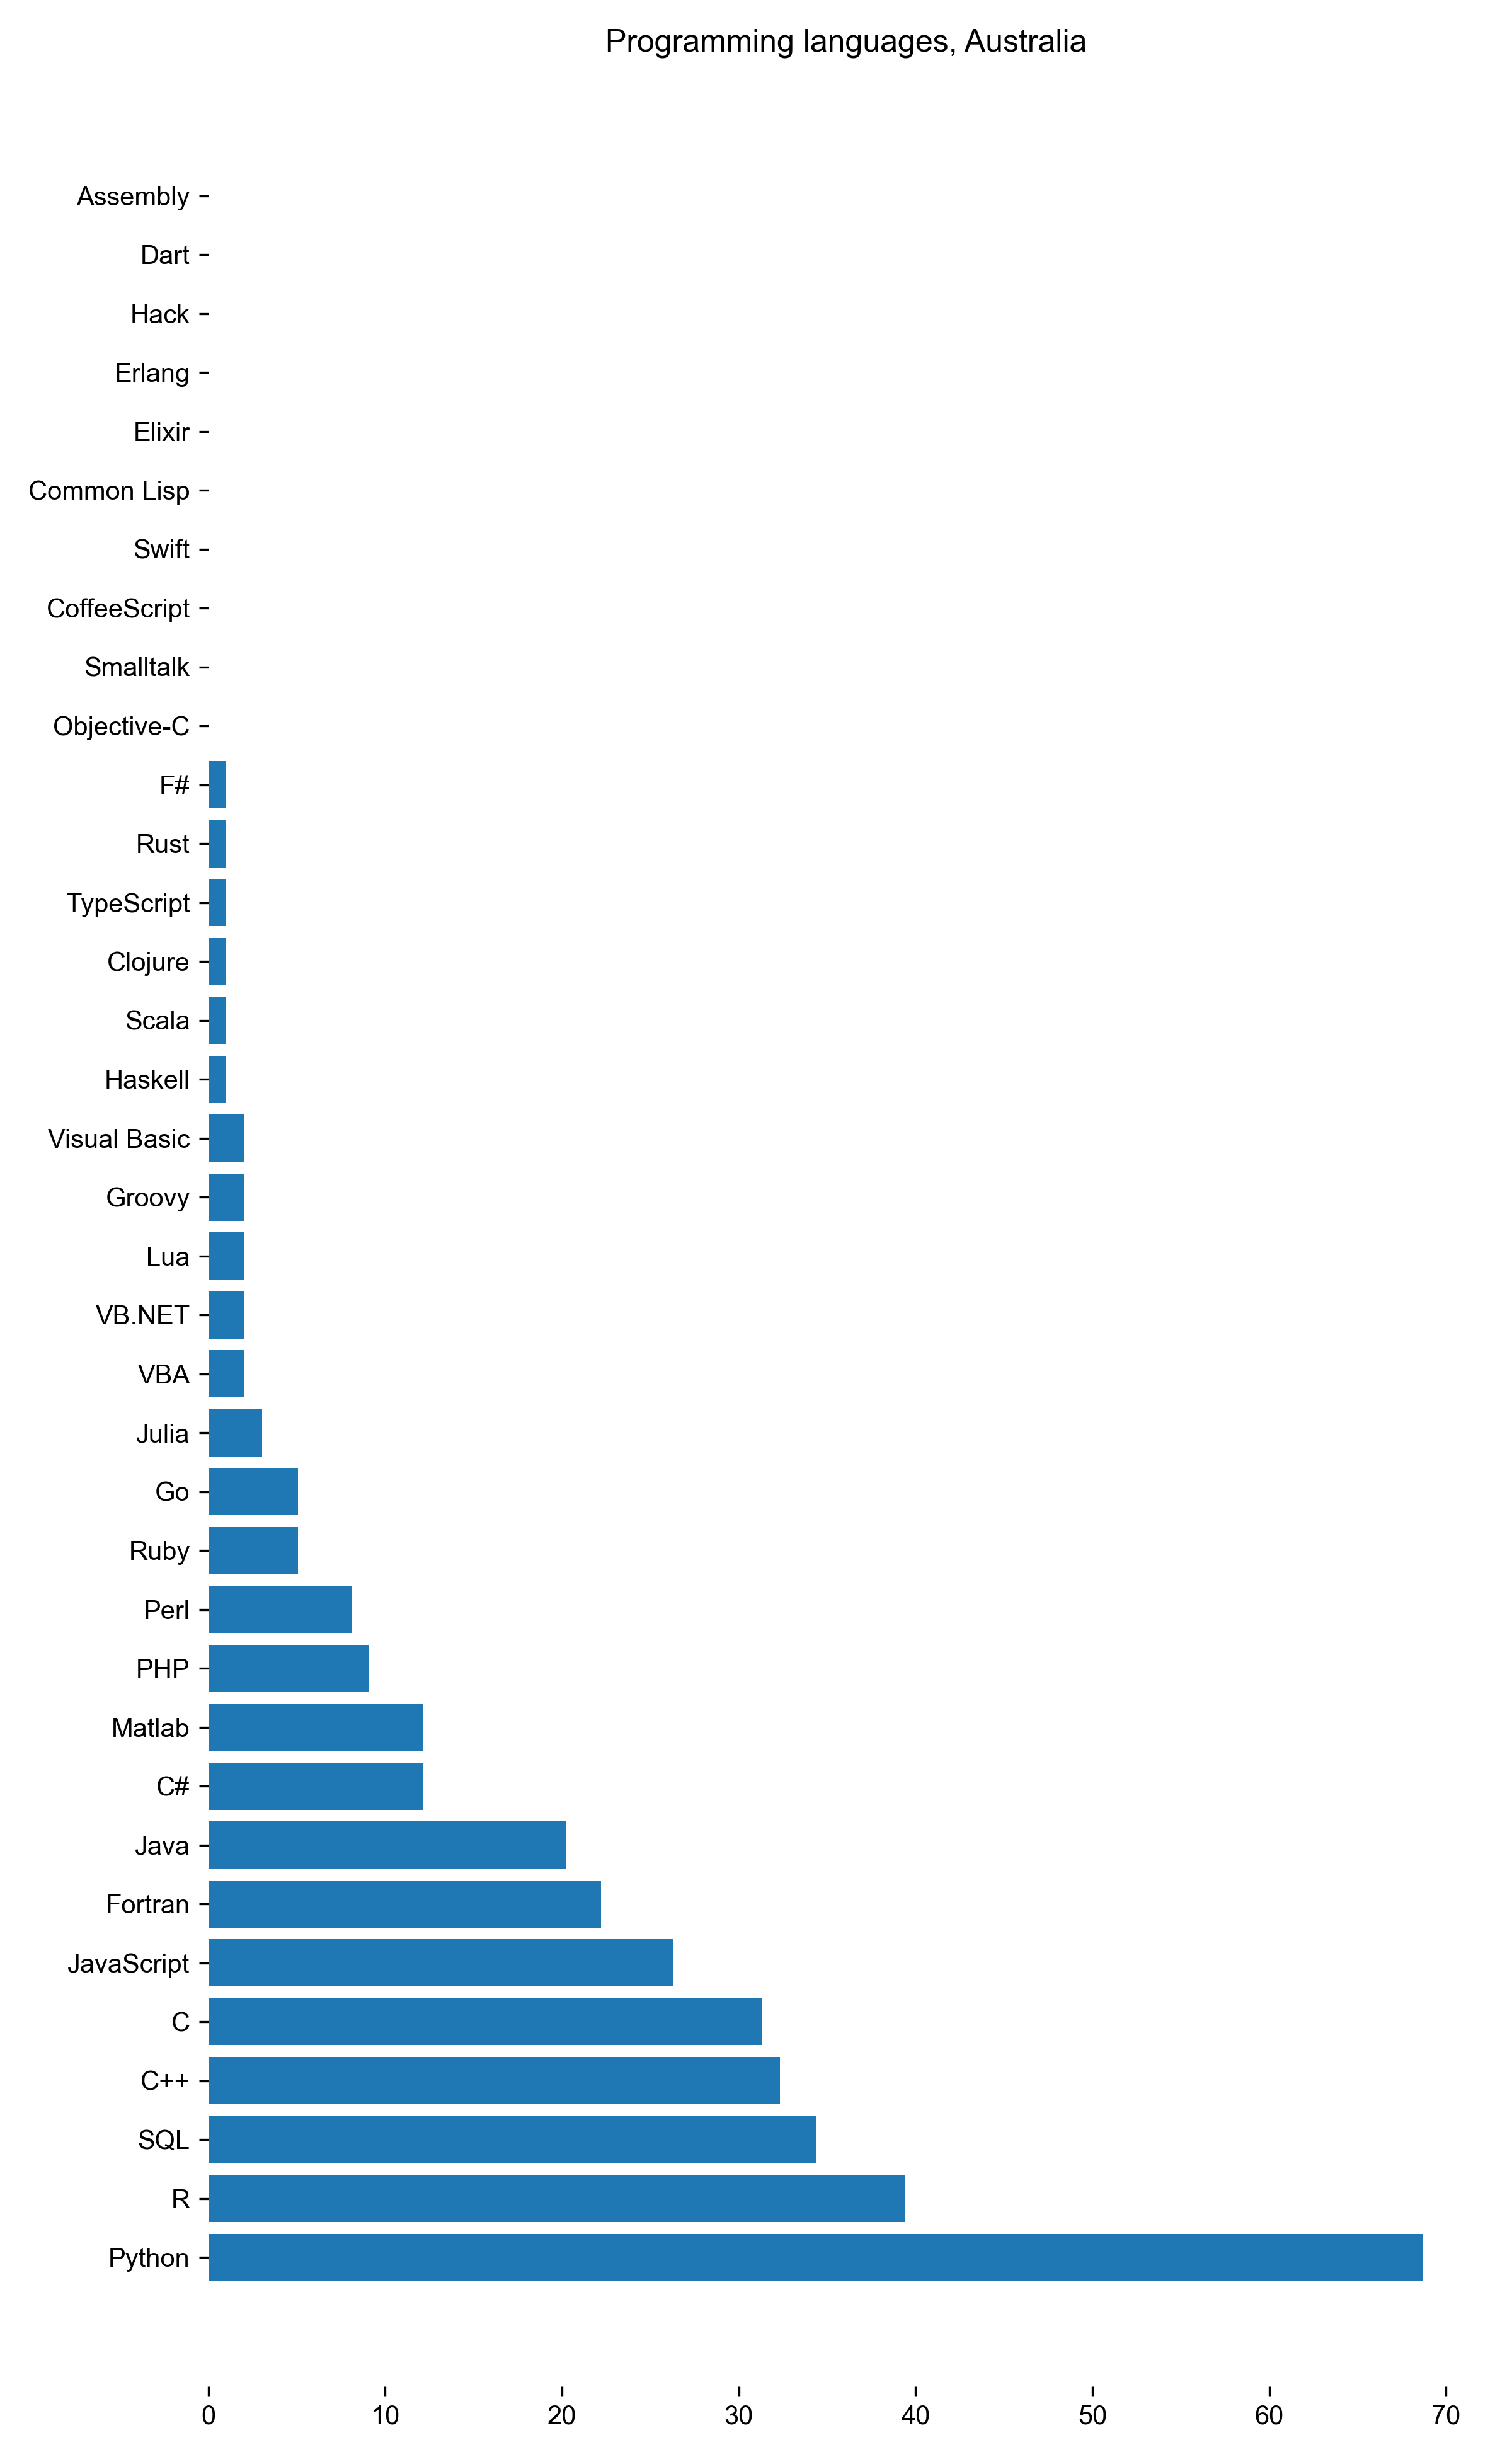 Programming languages, Australia
Assembly
Dart
Hack
Erlang
Elixir
Common Lisp
Swift
CoffeeScript
Smalltalk
Objective-C
F#
Rust
TypeScript
Clojure
Scala
Haskell
Visual Basic
Groovy
Lua
VB.NET
VBA
Julia
Go
Ruby
Perl
PHP
Matlab
C#
Java
Fortran
JavaScript
C
C++
SQL
R
Python
0 10 20 30 40 50 60 70